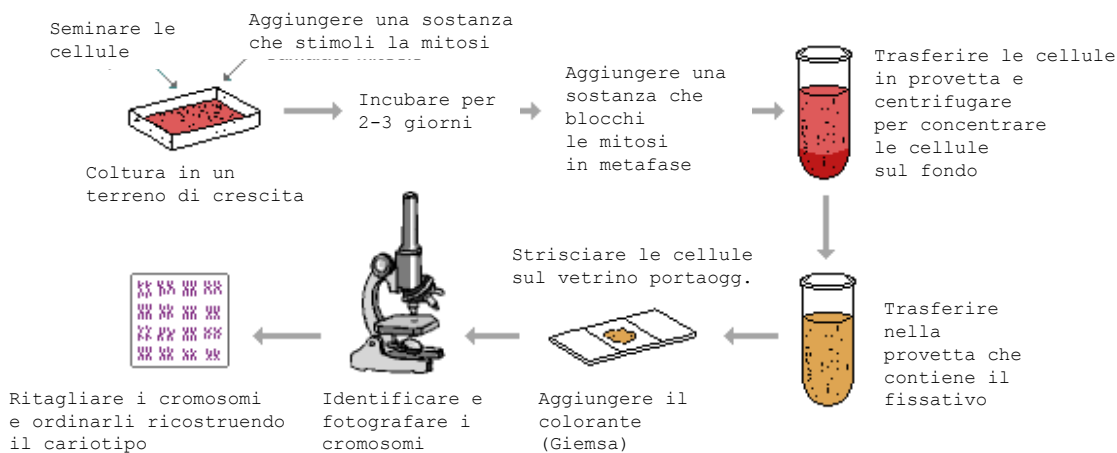 Seminare le
cellule
Aggiungere una sostanza
che stimoli la mitosi
Incubare per
2-3 giorni
Aggiungere una
sostanza che
blocchi
le mitosi
in metafase
Trasferire le cellule
in provetta e
centrifugare
per concentrare
le cellule
sul fondo
Coltura in un
terreno di crescita
Trasferire
nella
provetta che
contiene il
fissativo
Strisciare le cellule
sul vetrino portaogg.
Aggiungere il
colorante
(Giemsa)
Identificare e
fotografare i
cromosomi
Ritagliare i cromosomi
e ordinarli ricostruendo
il cariotipo